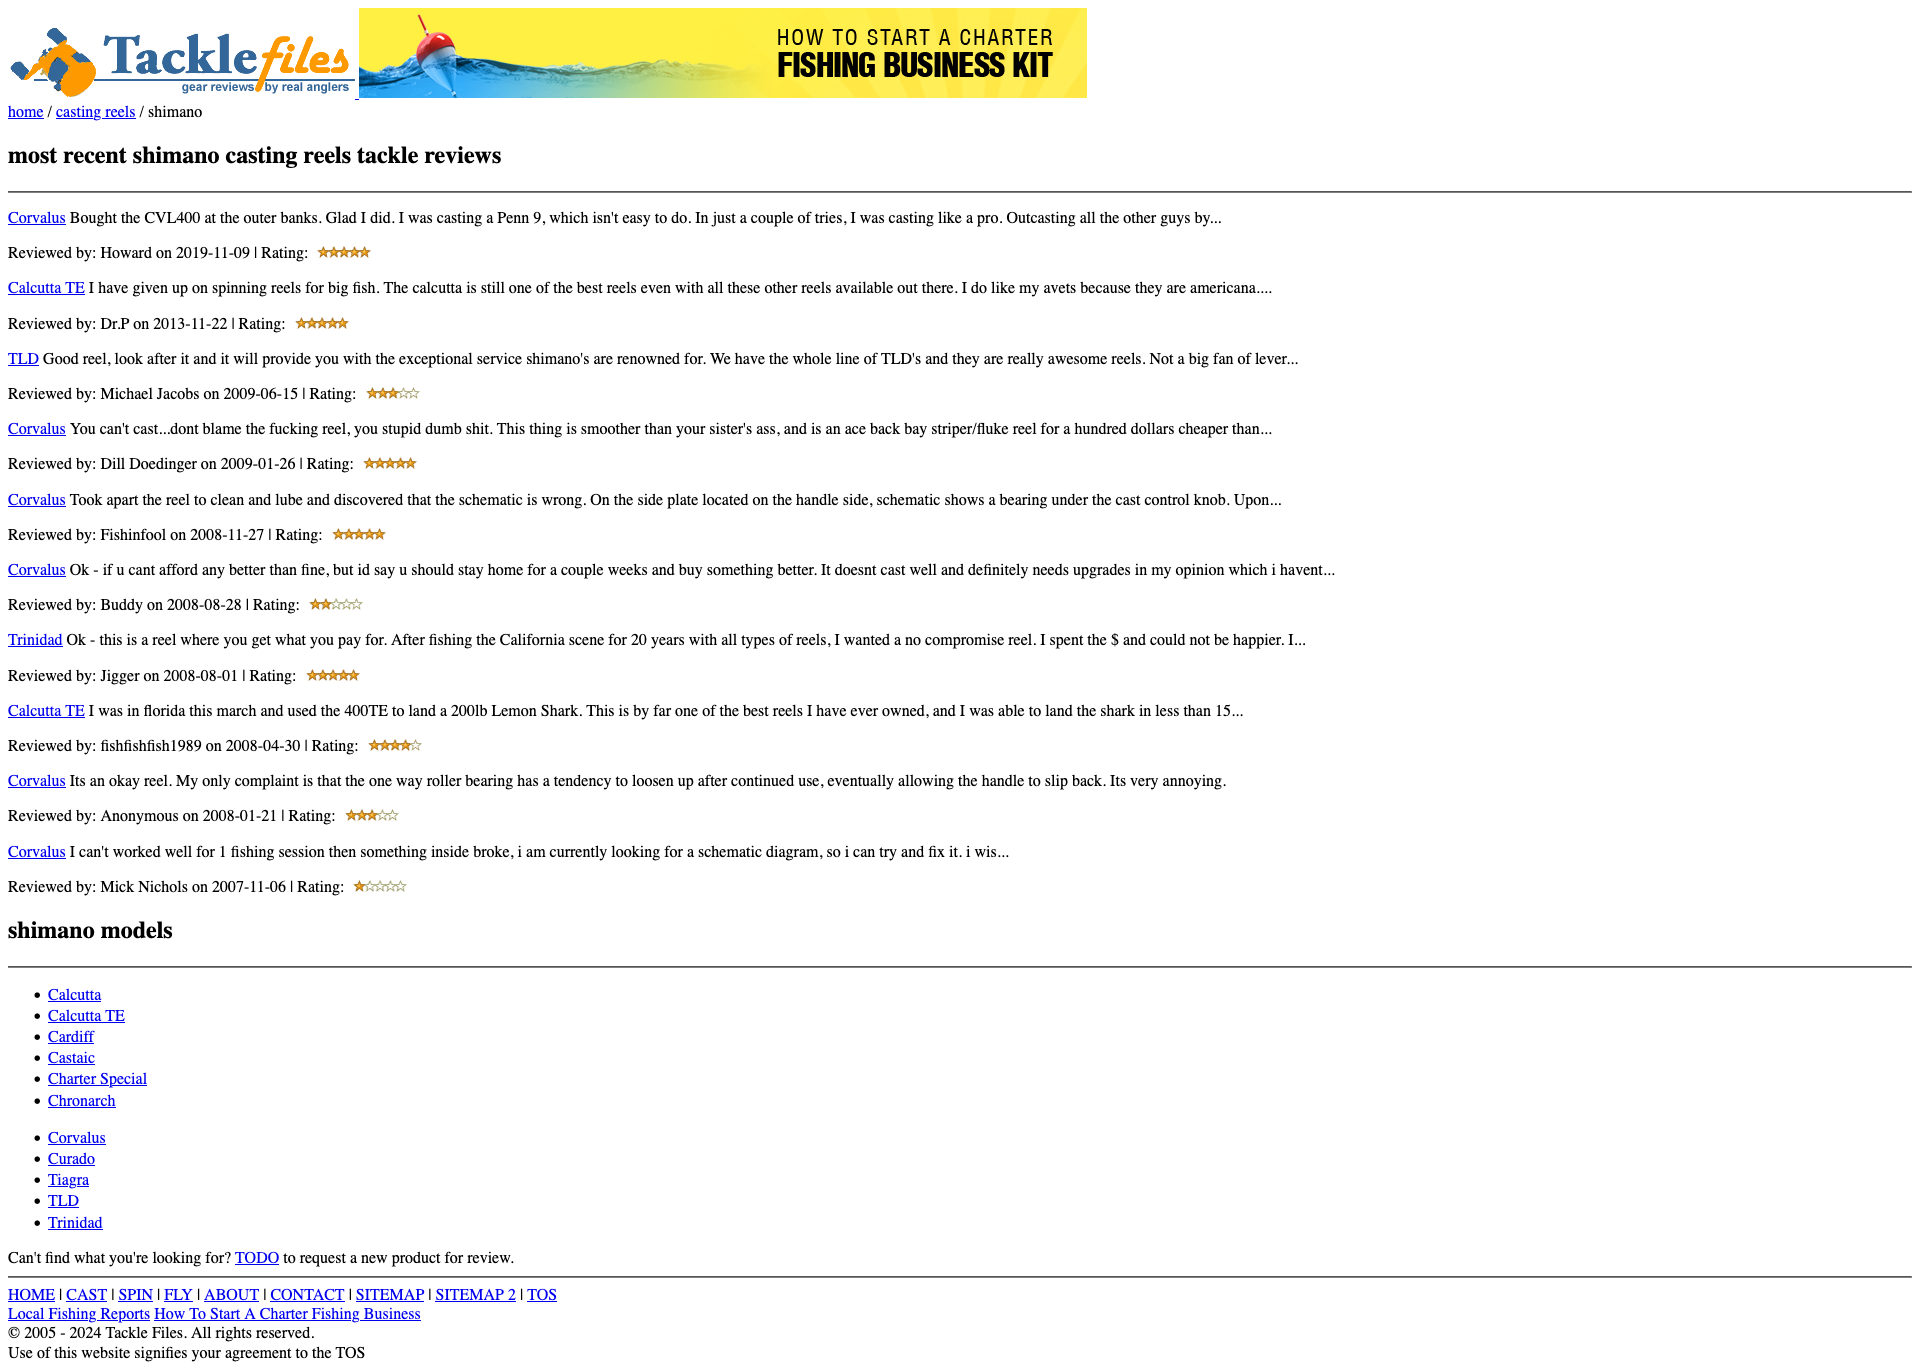 Tacklefiles
gear reviews by real anglers
HOW TO START A CHARTER
FISHING BUSINESS KIT
home / casting reels / shimano
most recent shimano casting reels tackle reviews
Corvalus Bought the CVL400 at the outer banks. Glad I did. I was casting a Penn 9, which isn't easy to do. In just a couple of tries, I was casting like a pro. Outcasting all the other guys by...
Reviewed by: Howard on 2019-11-09 | Rating:
Calcutta TE I have given up on spinning reels for big fish. The calcutta is still one of the best reels even with all these other reels available out there. I do like my avets because they are americana....
Reviewed by: Dr.P on 2013-11-22 | Rating:
TLD Good reel, look after it and it will provide you with the exceptional service shimano's are renowned for. We have the whole line of TLD's and they are really awesome reels. Not a big fan of lever...
Reviewed by: Michael Jacobs on 2009-06-15 | Rating:
Corvalus You can't cast...dont blame the fucking reel, you stupid dumb shit. This thing is smoother than your sister's ass, and is an ace back bay striper/fluke reel for a hundred dollars cheaper than...
Reviewed by: Dill Doedinger on 2009-01-26 | Rating:
Corvalus Took apart the reel to clean and lube and discovered that the schematic is wrong. On the side plate located on the handle side, schematic shows a bearing under the cast control knob. Upon...
Reviewed by: Fishinfool on 2008-11-27 | Rating:
Corvalus Ok - if u cant afford any better than fine, but id say u should stay home for a couple weeks and buy something better. It doesnt cast well and definitely needs upgrades in my opinion which i havent...
Reviewed by: Buddy on 2008-08-28 | Rating:
Trinidad Ok - this is a reel where you get what you pay for. After fishing the California scene for 20 years with all types of reels, I wanted a no compromise reel. I spent the $ and could not be happier. I...
Reviewed by: Jigger on 2008-08-01 | Rating:
Calcutta TE I was in florida this march and used the 400TE to land a 200lb Lemon Shark. This is by far one of the best reels I have ever owned, and I was able to land the shark in less than 15...
Reviewed by: fishfishfish1989 on 2008-04-30 | Rating:
Corvalus Its an okay reel. My only complaint is that the one way roller bearing has a tendency to loosen up after continued use, eventually allowing the handle to slip back. Its very annoying.
Reviewed by: Anonymous on 2008-01-21 | Rating:
Corvalus I can't worked well for 1 fishing session then something inside broke, i am currently looking for a schematic diagram, so i can try and fix it. i wis...
Reviewed by: Mick Nichols on 2007-11-06 | Rating:
shimano models
Calcutta
Calcutta TE
Cardiff
Castaic
Charter Special
Chronarch
Corvalus
Curado
Tiagra
TLD
Trinidad
Can't find what you're looking for? TODO to request a new product for review.
HOME | CAST | SPIN | FLY | ABOUT | CONTACT | SITEMAP | SITEMAP 2 | TOS
Local Fishing Reports How To Start A Charter Fishing Business
© 2005 - 2024 Tackle Files. All rights reserved.
Use of this website signifies your agreement to the TOS